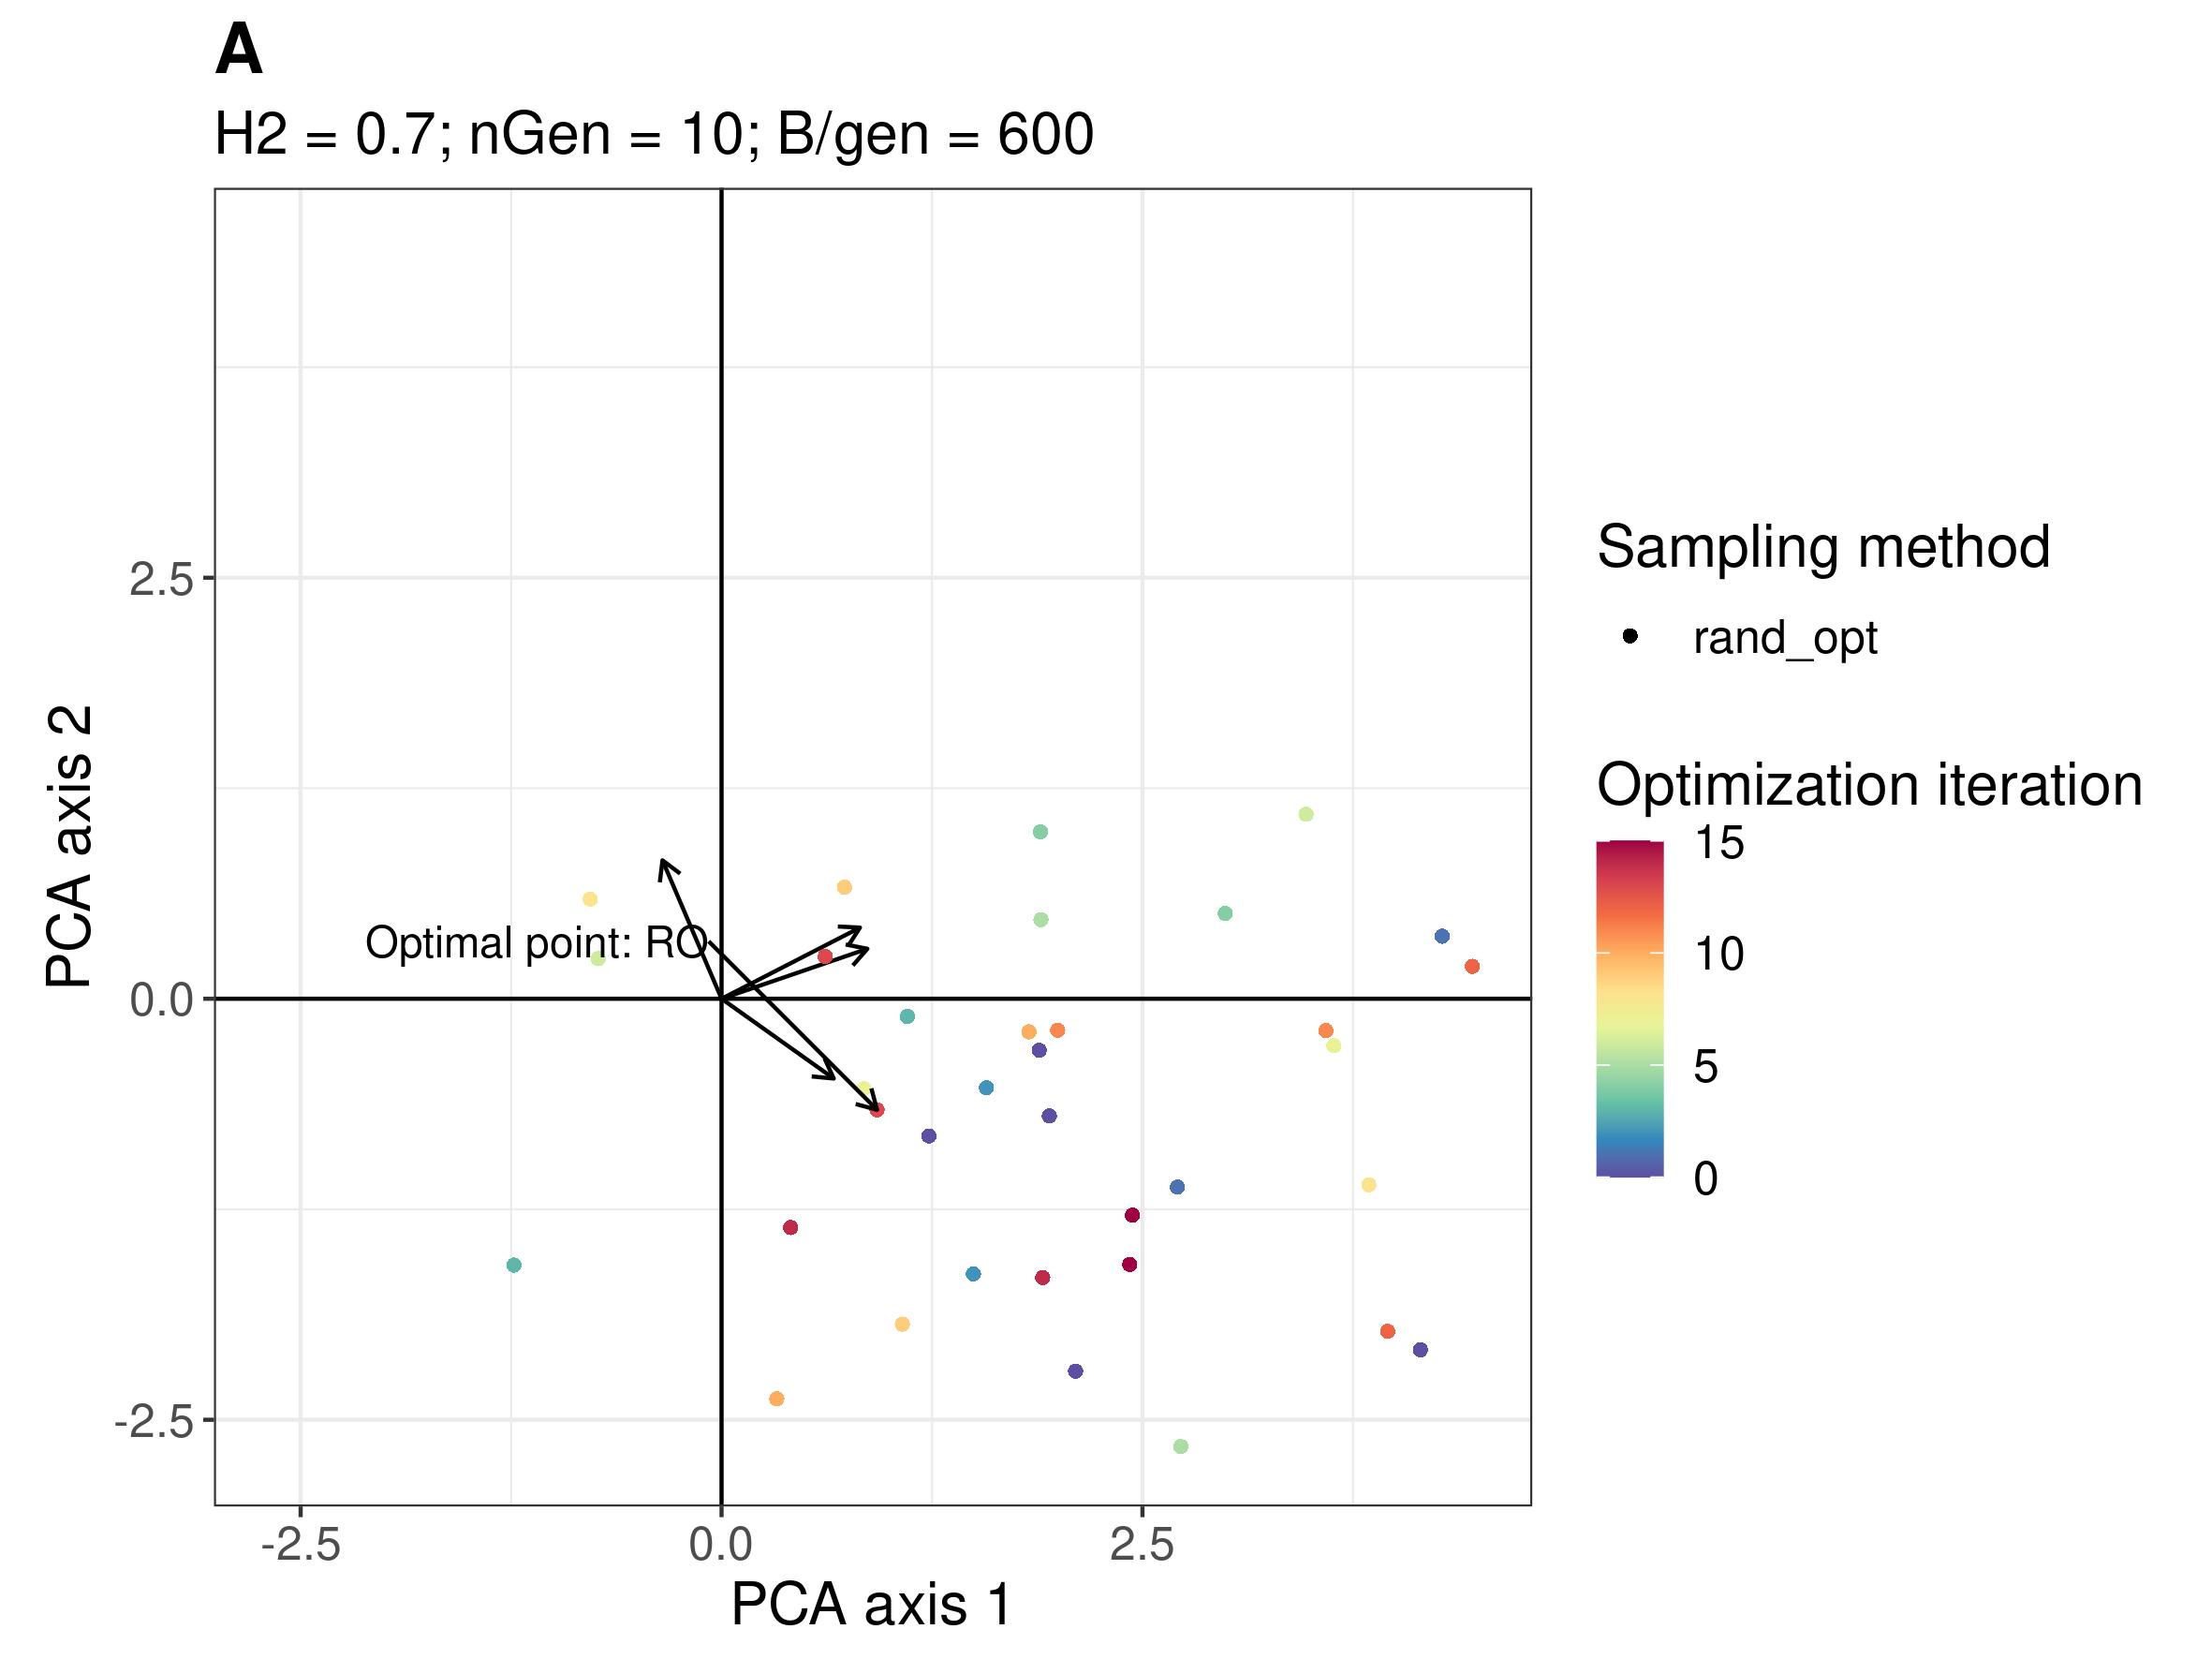 A
H2 = 0.7; nGen = 10; B/gen = 600
PCA axis 2
2.5
0.0
-2.5
Optimal point: RO
-2.5
0.0
2.5
PCA axis 1
Sampling method
rand_opt
Optimization iteration
15
10
5
0